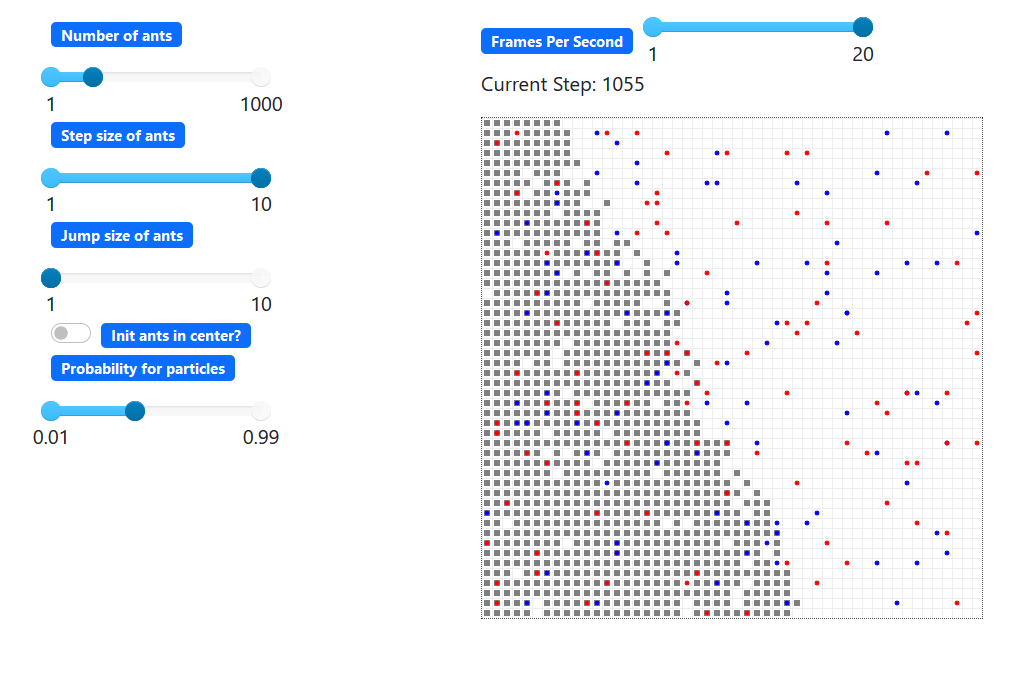 Number of ants
1 1000
Step size of ants
1 10
Jump size of ants
1 10
Init ants in center?
Probability for particles
0.01 0.99
Frames Per Second
1 20
Current Step: 1055